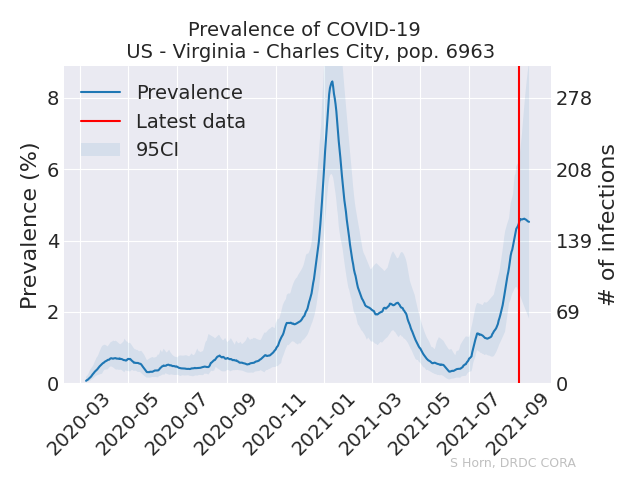 Prevalence of COVID-19
US - Virginia - Charles City, pop. 6963
Prevalence
Latest data
95CI
Prevalence (%)
8
6
4
2
0
# of infections
278
208
139
69
0
2020-03
2020-05
2020-07
2020-09
2020-11
2021-01
2021-03
2021-05
2021-07
2021-09
S Horn, DRDC CORA